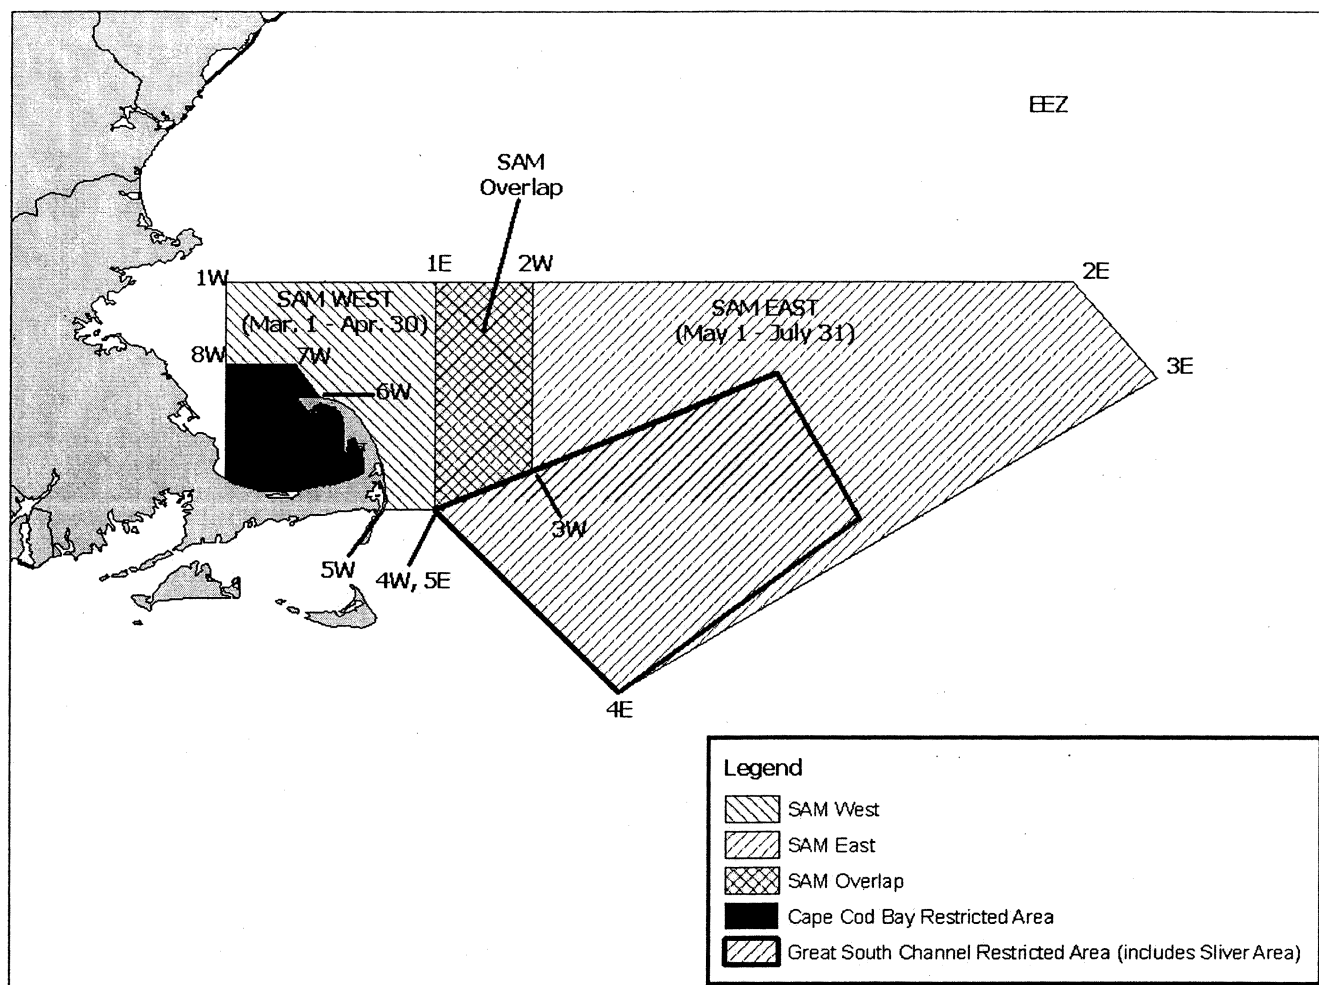 EEZ
SAM
Overlap
1W
1E
2W
2E
SAM WEST
(Mar. 1 - Apr. 30)
SAM EAST
(May 1 - July 31)
8W
7W
3E
6W
3W
5W
4W, 5E
4E
Legend
SAM West
SAM East
SAM Overlap
Cape Cod Bay Restricted Area
Great South Channel Restricted Area (includes Sliver Area)